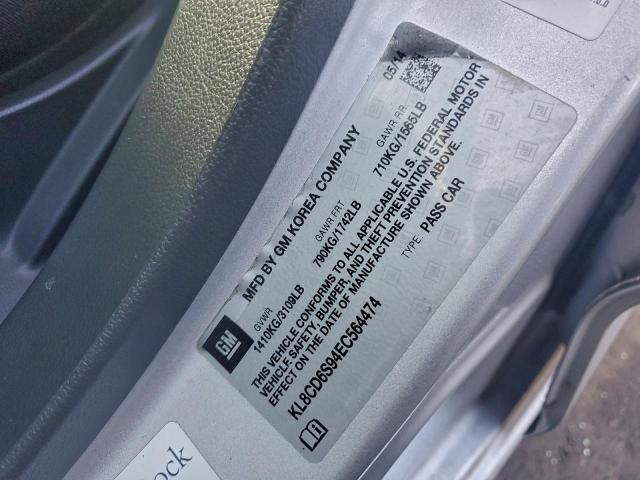 GM
MFD BY GM KOREA COMPANY
05/14
GVWR
GAWR FRT
GAWR RR
1410KG/3109LB
790KG/1742LB
710KG/1565LB
THIS VEHICLE CONFORMS TO ALL APPLICABLE U.S. FEDERAL MOTOR
VEHICLE SAFETY, BUMPER, AND THEFT PREVENTION STANDARDS IN
EFFECT ON THE DATE OF MANUFACTURE SHOWN ABOVE.
KL8CD6S94EC564474
TYPE: PASS CAR
ock